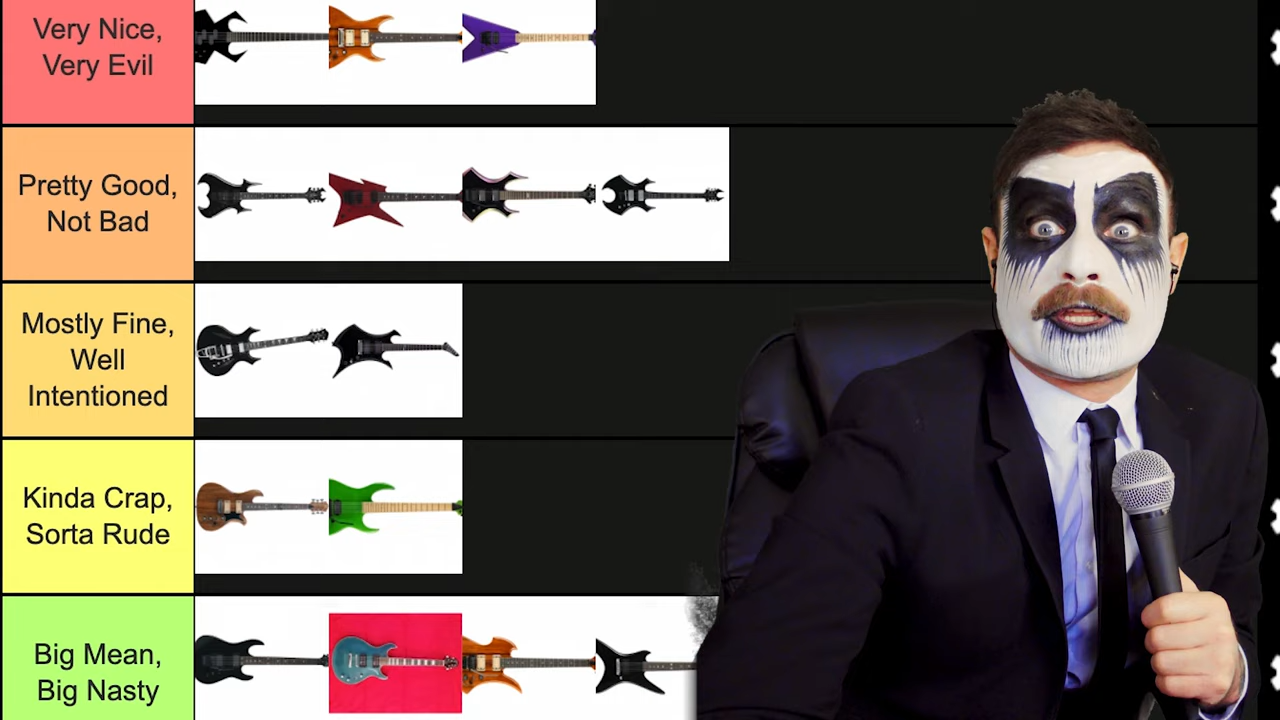 Very Nice,
Very Evil
Pretty Good,
Not Bad
Mostly Fine,
Well
Intentioned
Kinda Crap,
Sorta Rude
Big Mean,
Big Nasty